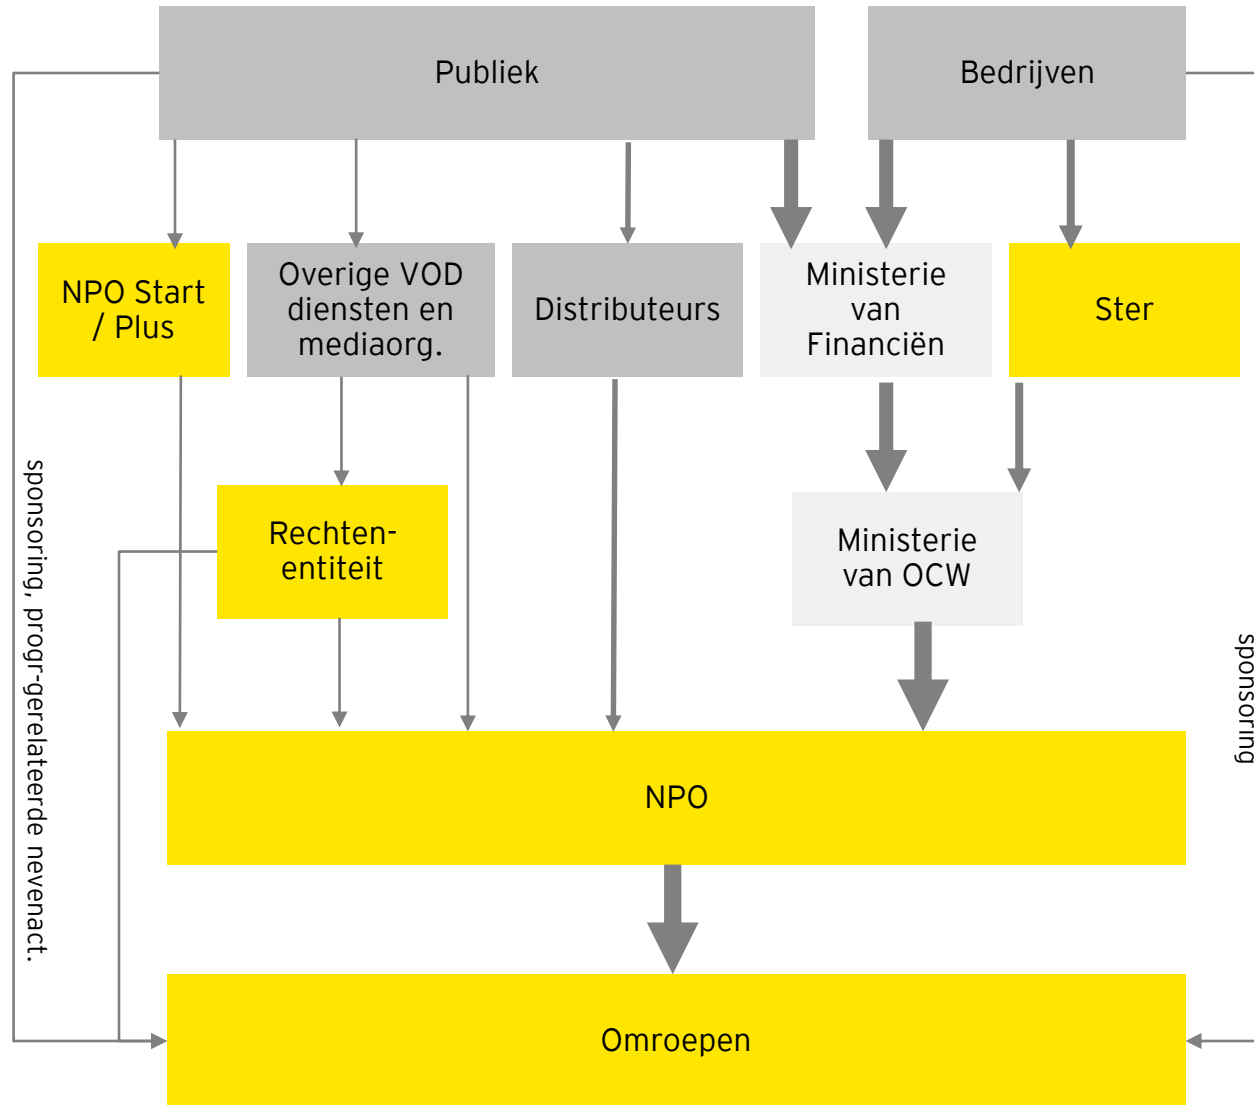 Publiek
Bedrijven
NPO Start
/ Plus
Overige VOD
diensten en
mediaorg.
Distributeurs
Ministerie
van
Financiën
Ster
Rechten-
entiteit
Ministerie
van OCW
sponsoring, progr-gerelateerde nevenact.
sponsoring
NPO
Omroepen